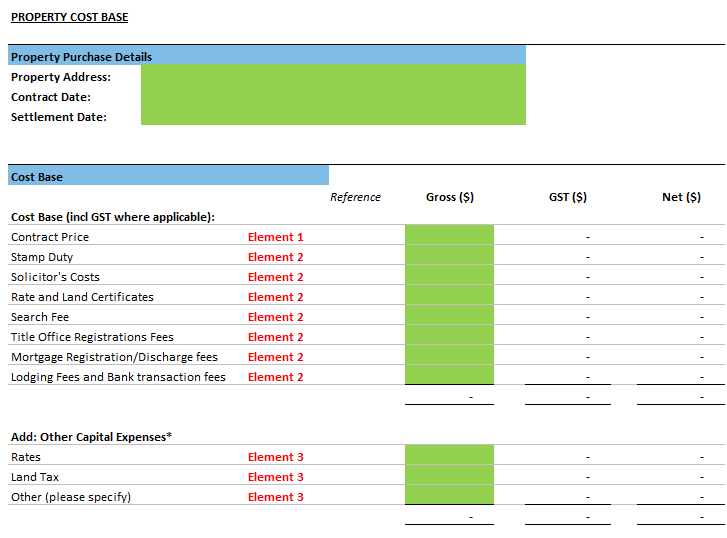 PROPERTY COST BASE
Property Purchase Details
Property Address:
Contract Date:
Settlement Date:
Cost Base
Reference Gross ($) GST ($) Net ($)
Cost Base (incl GST where applicable):
Contract Price Element 1 - -
Stamp Duty Element 2 - -
Solicitor's Costs Element 2 - -
Rate and Land Certificates Element 2 - -
Search Fee Element 2 - -
Title Office Registrations Fees Element 2 - -
Mortgage Registration/Discharge fees Element 2 - -
Lodging Fees and Bank transaction fees Element 2 - -
- - -
Add: Other Capital Expenses*
Rates Element 3 - -
Land Tax Element 3 - -
Other (please specify) Element 3 - -
- - -